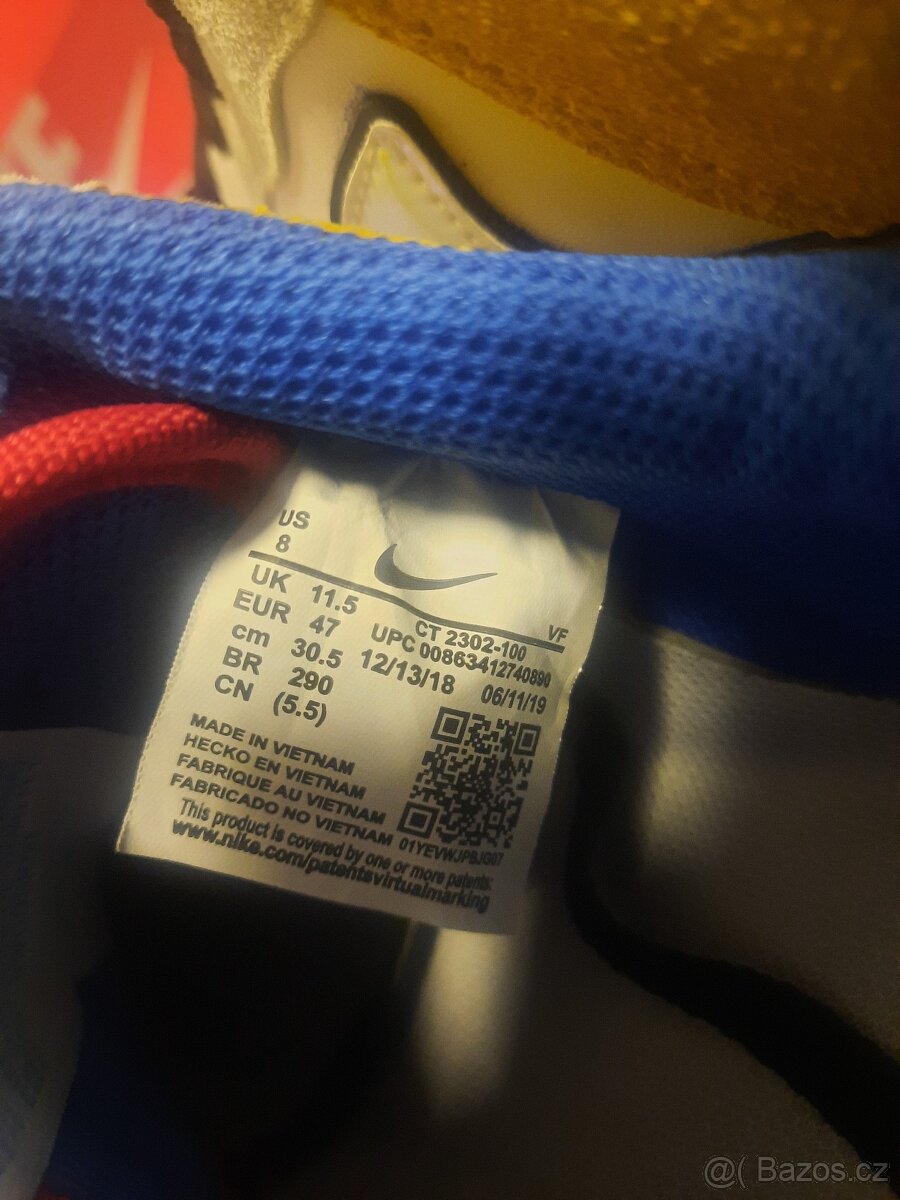 US
8
UK 11.5
EUR 47
cm 30.5
BR 290
CN (5.5)
CT 2302-100 VF
UPC 00863412740890
12/13/18 06/11/19
MADE IN VIETNAM
HECKO EN VIETNAM
FABRIQUE AU VIETNAM
FABRICADO NO VIETNAM
01YEVWJPBJG07
This product is covered by one or more patents:
www.nike.com/patentsvirtualmarking
@( Bazos.cz